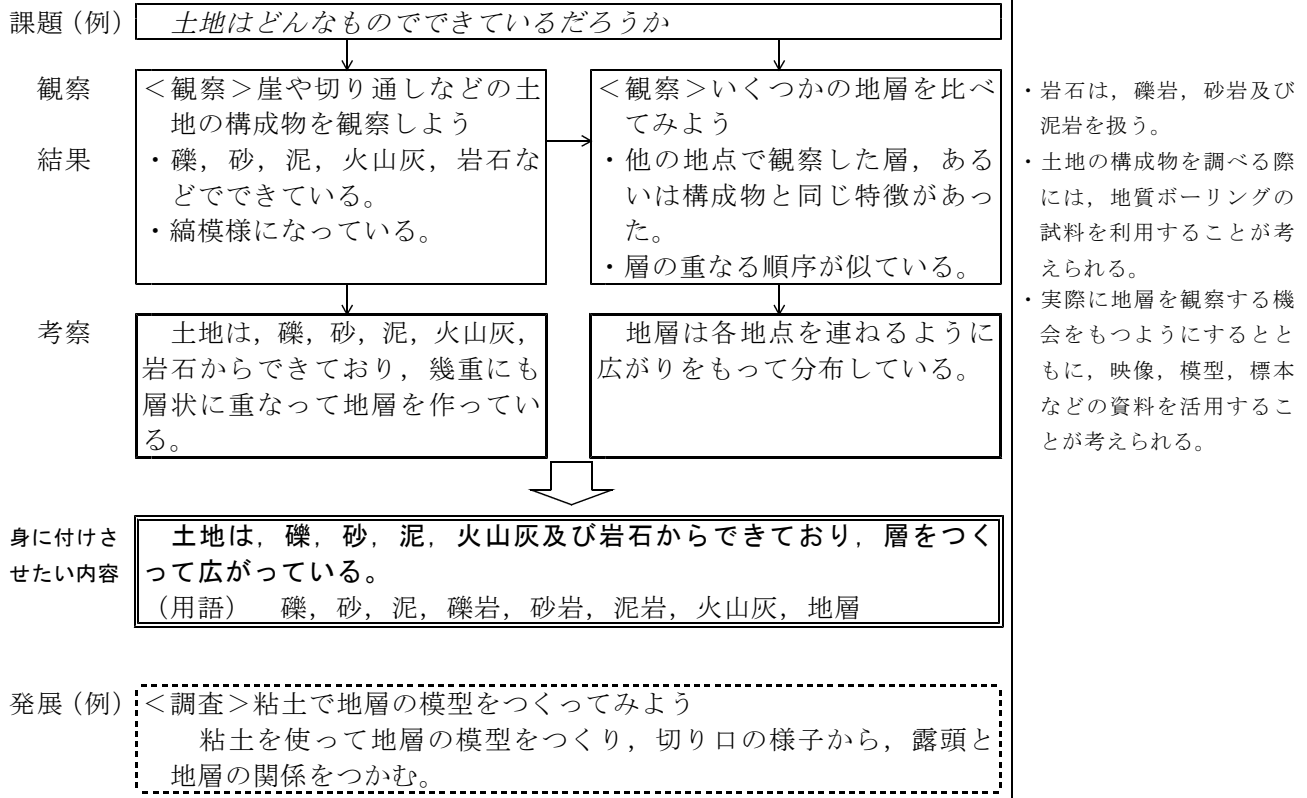 課題（例） 土地はどんなものでできているだろうか
観察
結果
＜観察＞崖や切り通しなどの土
地の構成物を観察しよう
・礫，砂，泥，火山灰，岩石な
どでできている。
・縞模様になっている。
＜観察＞いくつかの地層を比べ
てみよう
・他の地点で観察した層，ある
いは構成物と同じ特徴があっ
た。
・層の重なる順序が似ている。
考察
土地は，礫，砂，泥，火山灰，
岩石からできており，幾重にも
層状に重なって地層を作ってい
る。
地層は各地点を連ねるように
広がりをもって分布している。
身に付けさ
せたい内容
土地は，礫，砂，泥，火山灰及び岩石からできており，層をつく
って広がっている。
（用語） 礫，砂，泥，礫岩，砂岩，泥岩，火山灰，地層
発展（例） ＜調査＞粘土で地層の模型をつくってみよう
粘土を使って地層の模型をつくり，切り口の様子から，露頭と
地層の関係をつかむ。
・岩石は，礫岩，砂岩及び
泥岩を扱う。
・土地の構成物を調べる際
には，地質ボーリングの
試料を利用することが考
えられる。
・実際に地層を観察する機
会をもつようにするとと
もに，映像，模型，標本
などの資料を活用するこ
とが考えられる。